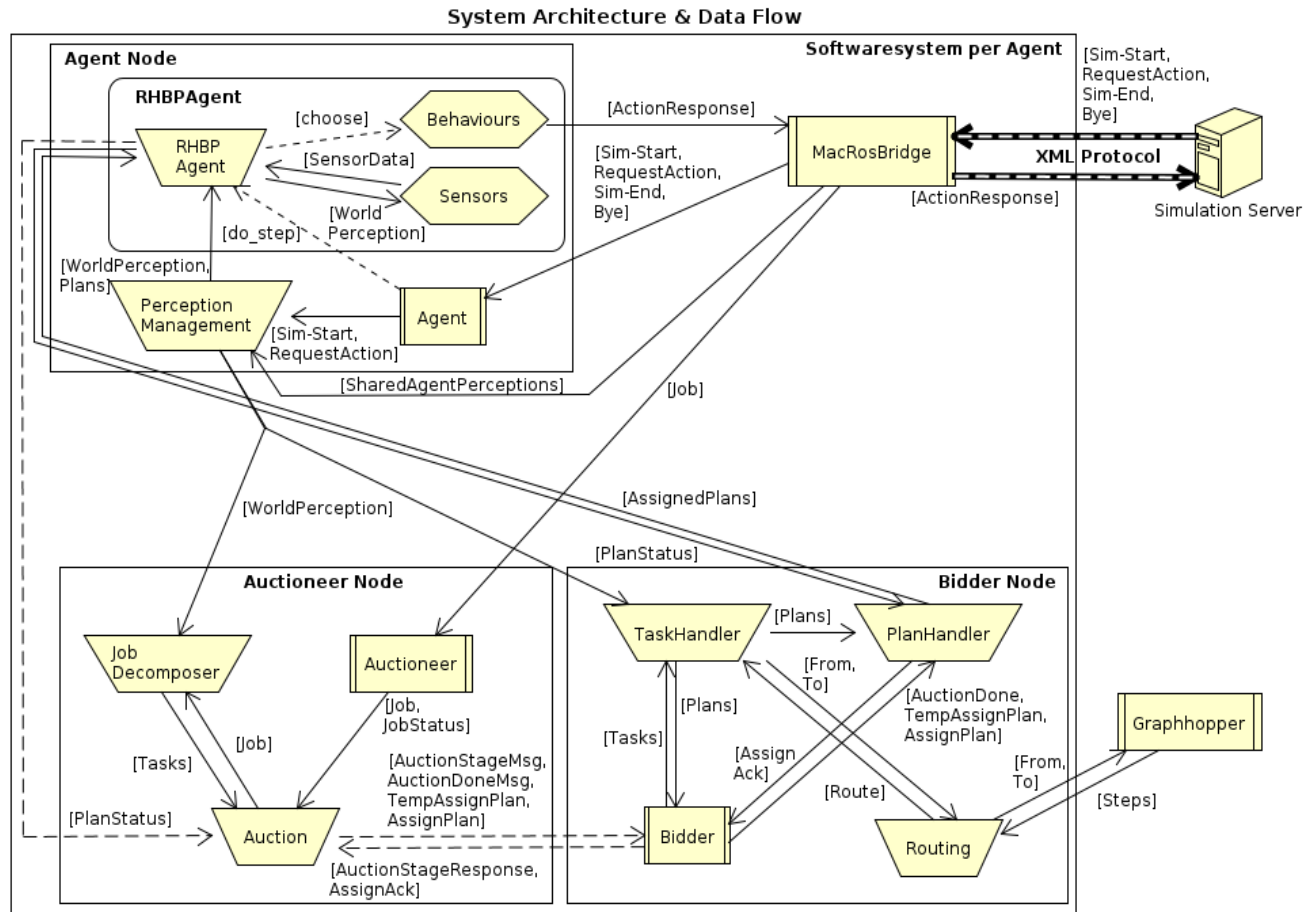 System Architecture & Data Flow
Softwaresystem per Agent
Agent Node
RHBPAgent
RHBP
Agent
[choose]
Behaviours
[SensorData]
Sensors
[World
Perception]
[do_step]
[WorldPerception,
Plans]
Perception
Management
Agent
[Sim-Start,
RequestAction]
[ActionResponse]
[Sim-Start,
RequestAction,
Sim-End,
Bye]
MacRosBridge
[Sim-Start,
RequestAction,
Sim-End,
Bye]
XML Protocol
[ActionResponse]
Simulation Server
[SharedAgentPerceptions]
[Job]
[WorldPerception]
[AssignedPlans]
[PlanStatus]
Auctioneer Node
Job
Decomposer
Auctioneer
[Job,
JobStatus]
[Tasks]
[Job]
[PlanStatus]
Auction
[AuctionStageMsg,
AuctionDoneMsg,
TempAssignPlan,
AssignPlan]
[AuctionStageResponse,
AssignAck]
Bidder Node
TaskHandler
[Plans]
PlanHandler
[From,
To]
[Plans]
[Tasks]
[AuctionDone,
TempAssignPlan,
AssignPlan]
[Assign
Ack]
[Route]
Bidder
Routing
Graphhopper
[From,
To]
[Steps]